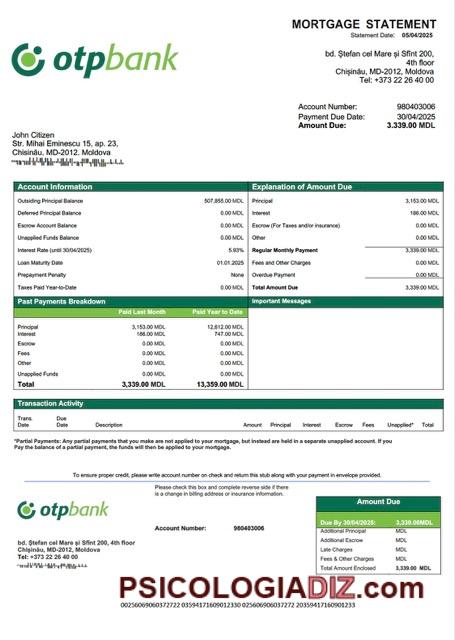 MORTGAGE STATEMENT
Statement Date: 05/04/2025
otpbank
bd. Ștefan cel Mare și Sfînt 200,
4th floor
Chișinău, MD-2012, Moldova
Tel: +373 22 26 40 00
Account Number: 980403006
Payment Due Date: 30/04/2025
Amount Due: 3.339.00 MDL
John Citizen
Str. Mihai Eminescu 15, ap. 23,
Chisinău, MD-2012. Moldova
Account Information
Outsiding Principal Balance 507,855.00 MDL
Deferred Principal Balance 0.00 MDL
Escrow Account Balance 0.00 MDL
Unapplied Funds Balance 0.00 MDL
Interest Rate (until 30/04/2025) 5.93%
Loan Maturity Date 01.01.2025
Prepayment Penalty None
Taxes Paid Year-to-Date 0.00 MDL
Explanation of Amount Due
Principal 3,153.00 MDL
Interest 186.00 MDL
Escrow (For Taxes and/or insurance) 0.00 MDL
Other 0.00 MDL
Regular Monthly Payment 3,339.00 MDL
Fees and Other Charges 0.00 MDL
Overdue Payment 0.00 MDL
Total Amount Due 3,339.00 MDL
Past Payments Breakdown
Paid Last Month Paid Year to Date
Principal 3,153.00 MDL 12,612.00 MDL
Interest 186.00 MDL 747.00 MDL
Escrow 0.00 MDL 0.00 MDL
Fees 0.00 MDL 0.00 MDL
Other 0.00 MDL 0.00 MDL
Unapplied Funds 0.00 MDL 0.00 MDL
Total 3,339.00 MDL 13,359.00 MDL
Important Messages
Transaction Activity
Trans. Date Due Date Description Amount Principal Interest Escrow Fees Unapplied* Total
*Partial Payments: Any partial payments that you make are not applied to your mortgage, but instead are held in a separate unapplied account. If you
Pay the balance of a partial payment, the funds will then be applied to your mortgage.
To ensure proper credit, please write account number on check and return this stub along with your payment in envelope provided.
Please check this box and complete reverse side if there
is a change in billing address or insurance information.
otpbank
Account Number: 980403006
bd. Ștefan cel Mare și Sfînt 200, 4th floor
Chișinău, MD-2012, Moldova
Tel: +373 22 26 40 00
Amount Due
Due By 30/04/2025: 3,339.00MDL
Additional Principal MDL
Additional Escrow MDL
Late Charges MDL
Fees & Other Charges MDL
Total Amount Enclosed 3,339.00 MDL
PSICOLOGIADIZ.com
0025606906037272 20359417160901233O 0256069060372722 20359417160901233